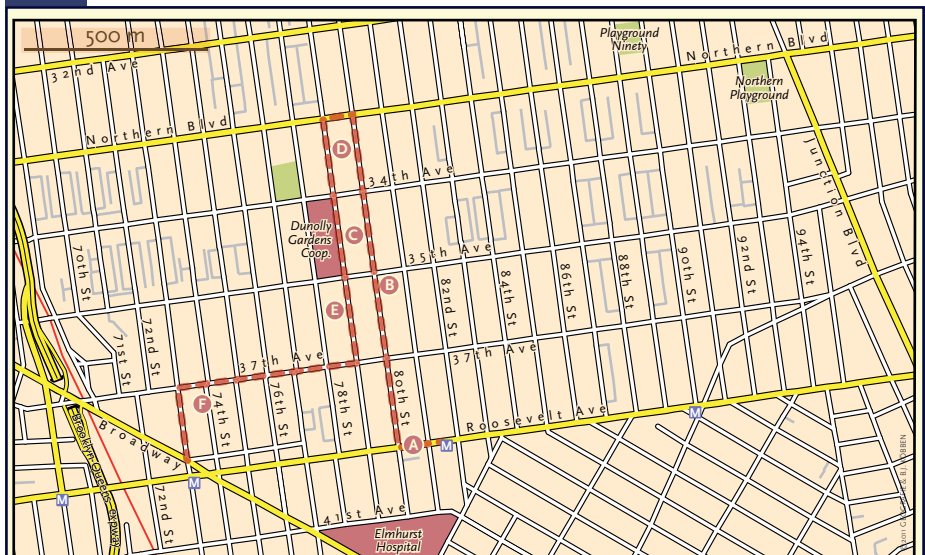 500 m
32nd Ave
Playground
Ninety
Northern Blvd
Northern
Playground
Northern Blvd
D
34th Ave
Junction Blvd
Dunolly
Gardens
Coop.
C
35th Ave
70th St
B
82nd St
84th St
86th St
88th St
90th St
92nd St
94th St
E
71st St
72nd St
37th Ave
37th Ave
F
74th St
76th St
78th St
80th St
A
Roosevelt Ave
M
M
Broadway
M
M
Brooklyn-Queens-expway
72nd St
41st Ave
Elmhurst
Hospital